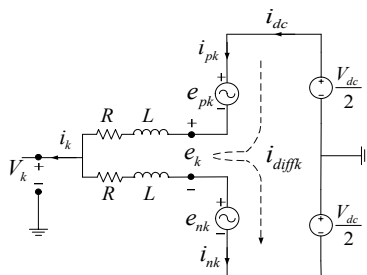 i_dc
i_pk
+
e_pk
-
+
-
V_dc/2
R L
+
i_k
e_k
i_diffk
V_k
+
-
R L
-
+
e_nk
-
+
-
V_dc/2
i_nk